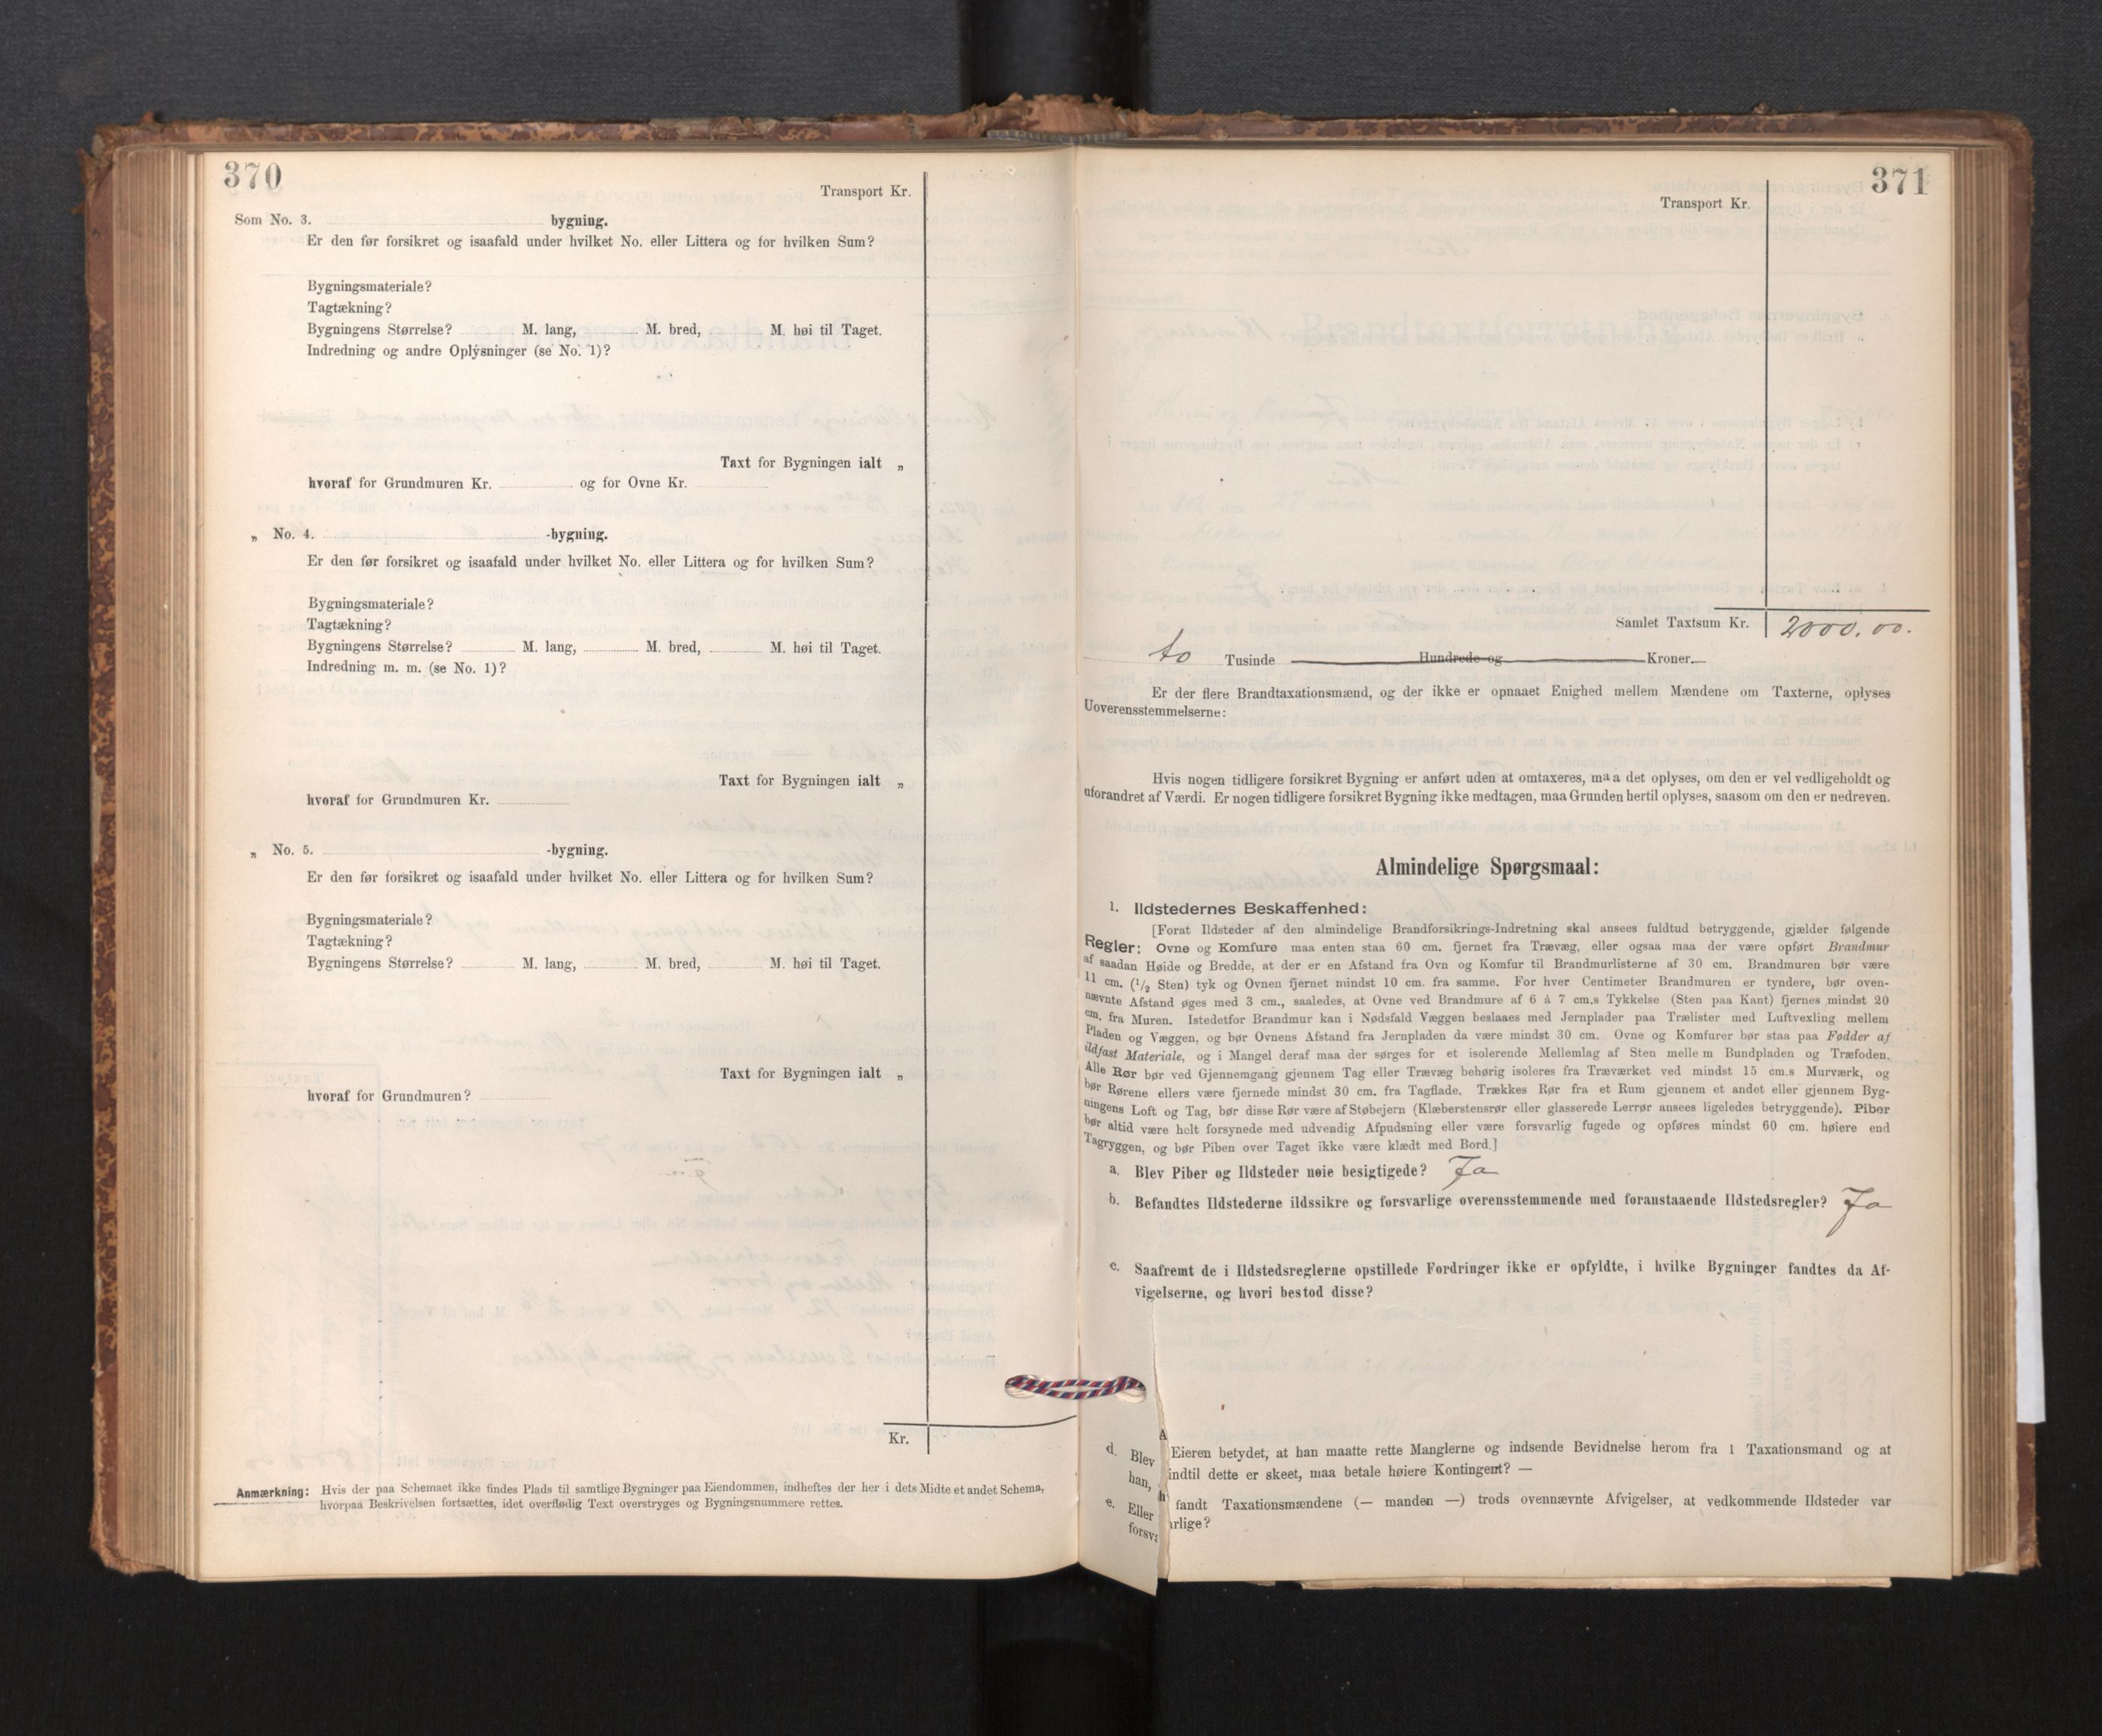 370
Transport Kr.
Som No. 3. bygning.
Er den før forsikret og isaafald under hvilket No. eller Littera og for hvilken Sum?
Bygningsmateriale?
Tagtækning?
Bygningens Størrelse? M. lang, M. bred, M. høi til Taget.
Indredning og andre Oplysninger (se No. 1)?
Taxt for Bygningen ialt „
hvoraf for Grundmuren Kr. og for Ovne Kr.
„ No. 4. -bygning.
Er den før forsikret og isaafald under hvilket No. eller Littera og for hvilken Sum?
Bygningsmateriale?
Tagtækning?
Bygningens Størrelse? M. lang, M. bred, M. høi til Taget.
Indredning m. m. (se No. 1)?
Taxt for Bygningen ialt „
hvoraf for Grundmuren Kr.
„ No. 5. -bygning.
Er den før forsikret og isaafald under hvilket No. eller Littera og for hvilken Sum?
Bygningsmateriale?
Tagtækning?
Bygningens Størrelse? M. lang, M. bred, M. høi til Taget.
Taxt for Bygningen ialt „
hvoraf for Grundmuren?
Kr.
Anmærkning: Hvis der paa Schemaet ikke findes Plads til samtlige Bygninger paa Eiendommen, indheftes der her i dets Midte et andet Schema,
hvorpaa Beskrivelsen fortsættes, idet overflødig Text overstryges og Bygningsnummere rettes.
371
Transport Kr.
Samlet Taxtsum Kr. 2000.00.
to Tusinde Hundrede og Kroner.
Er der flere Brandtaxationsmænd, og der ikke er opnaaet Enighed mellem Mændene om Taxterne, oplyses
Uoverensstemmelserne:
Hvis nogen tidligere forsikret Bygning er anført uden at omtaxeres, maa det oplyses, om den er vel vedligeholdt og
uforandret af Værdi. Er nogen tidligere forsikret Bygning ikke medtagen, maa Grunden hertil oplyses, saasom om den er nedreven.
Almindelige Spørgsmaal:
1. Ildstedernes Beskaffenhed:
[Forat Ildsteder af den almindelige Brandforsikrings-Indretning skal ansees fuldtud betryggende, gjælder følgende
Regler: Ovne og Komfure maa enten staa 60 cm. fjernet fra Trævæg, eller ogsaa maa der være opført Brandmur
af saadan Høide og Bredde, at der er en Afstand fra Ovn og Komfur til Brandmurlisterne af 30 cm. Brandmuren bør være
11 cm. (1/2 Sten) tyk og Ovnen fjernet mindst 10 cm. fra samme. For hver Centimeter Brandmuren er tyndere, bør oven-
nævnte Afstand øges med 3 cm., saaledes, at Ovne ved Brandmure af 6 à 7 cm.s Tykkelse (Sten paa Kant) fjernes mindst 20
cm. fra Muren. Istedetfor Brandmur kan i Nødsfald Væggen beslaaes med Jernplader paa Trælister med Luftvexling mellem
Pladen og Væggen, og bør Ovnens Afstand fra Jernpladen da være mindst 30 cm. Ovne og Komfurer bør staa paa Fødder af
ildfast Materiale, og i Mangel deraf maa der sørges for et isolerende Mellemlag af Sten mellem Bundpladen og Træfoden.
Alle Rør bør ved Gjennemgang gjennem Tag eller Trævæg behørig isoleres fra Træværket ved mindst 15 cm.s Murværk, og
bør Rørene ellers være fjernede mindst 30 cm. fra Tagflade. Trækkes Rør fra et Rum gjennem et andet eller gjennem Byg-
ningens Loft og Tag, bør disse Rør være af Støbejern (Klæberstensrør eller glasserede Lerrør ansees ligeledes betryggende). Piber
bør altid være helt forsynede med udvendig Afpudsning eller være forsvarlig fugede og opføres mindst 60 cm. høiere end
Tagryggen, og bør Piben over Taget ikke være klædt med Bord.]
a. Blev Piber og Ildsteder nøie besigtigede? Ja
b. Befandtes Ildstederne ildssikre og forsvarlige overensstemmende med foranstaaende Ildstedsregler? Ja
c. Saafremt de i Ildstedsreglerne opstillede Fordringer ikke er opfyldte, i hvilke Bygninger fandtes da Af-
vigelserne, og hvori bestod disse?
d. Blev Eieren betydet, at han maatte rette Manglerne og indsende Bevidnelse herom fra 1 Taxationsmand og at
han, indtil dette er skeet, maa betale høiere Kontingent? —
e. Eller fandt Taxationsmændene (— manden —) trods ovennævnte Afvigelser, at vedkommende Ildsteder var
forsvarlige?